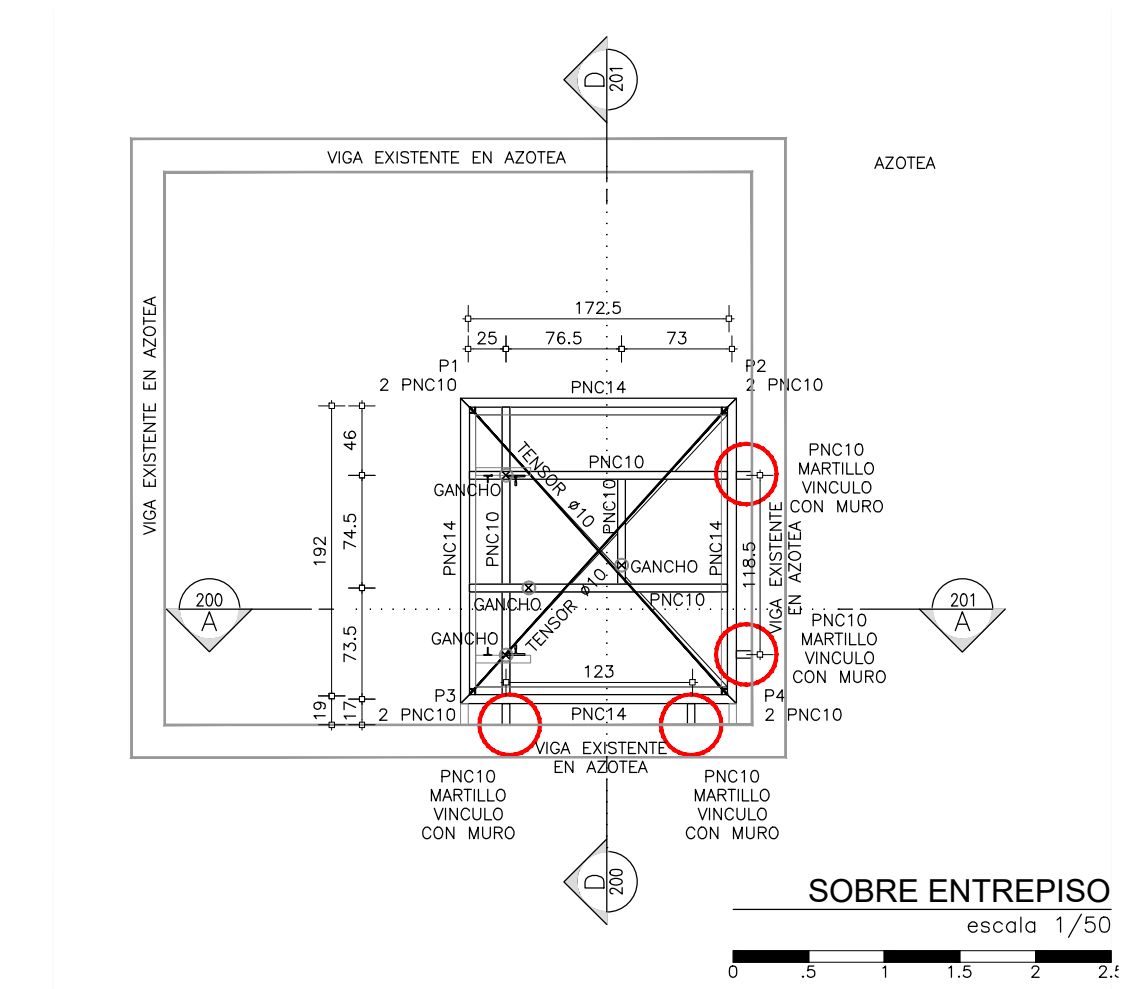 D
201
VIGA EXISTENTE EN AZOTEA
AZOTEA
VIGA EXISTENTE EN AZOTEA
172.5
25
76.5
73
P1
2 PNC10
PNC14
P2
2 PNC10
46
74.5
192
73.5
19
17
TENSOR ø10
PNC10
GANCHO
PNC10
PNC10
PNC14
PNC14
GANCHO
GANCHO
PNC10
GANCHO
TENSOR ø10
118.5
VIGA EXISTENTE
EN AZOTEA
PNC10
MARTILLO
VINCULO
CON MURO
200
A
201
A
PNC10
MARTILLO
VINCULO
CON MURO
123
P3
2 PNC10
PNC14
P4
2 PNC10
VIGA EXISTENTE
EN AZOTEA
PNC10
MARTILLO
VINCULO
CON MURO
PNC10
MARTILLO
VINCULO
CON MURO
D
200
SOBRE ENTREPISO
escala 1/50
0 .5 1 1.5 2